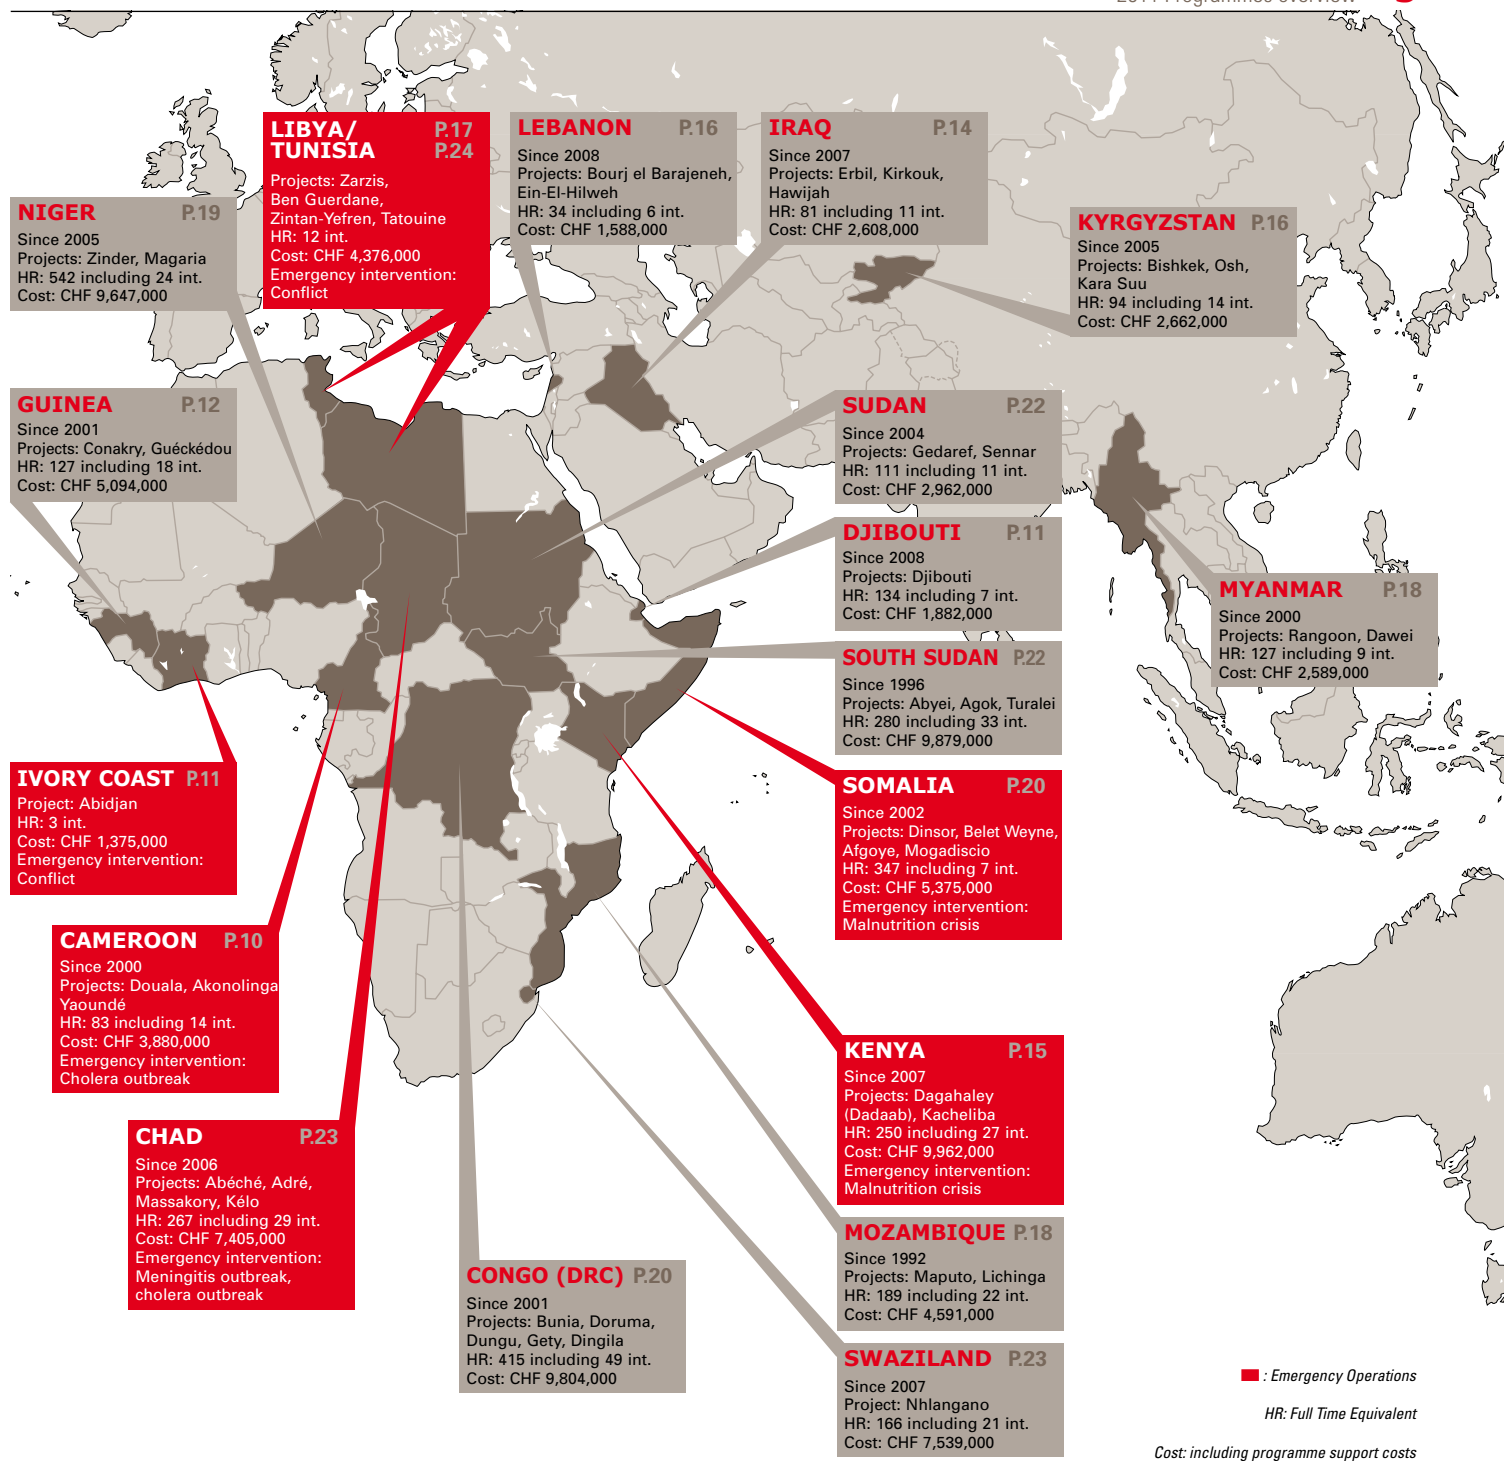 2011 Programmes overview
LIBYA/ P.17
TUNISIA P.24
Projects: Zarzis,
Ben Guerdane,
Zintan-Yefren, Tatouine
HR: 12 int.
Cost: CHF 4,376,000
Emergency intervention:
Conflict
LEBANON P.16
Since 2008
Projects: Bourj el Barajeneh,
Ein-El-Hilweh
HR: 34 including 6 int.
Cost: CHF 1,588,000
IRAQ P.14
Since 2007
Projects: Erbil, Kirkouk,
Hawijah
HR: 81 including 11 int.
Cost: CHF 2,608,000
NIGER P.19
Since 2005
Projects: Zinder, Magaria
HR: 542 including 24 int.
Cost: CHF 9,647,000
KYRGYZSTAN P.16
Since 2005
Projects: Bishkek, Osh,
Kara Suu
HR: 94 including 14 int.
Cost: CHF 2,662,000
GUINEA P.12
Since 2001
Projects: Conakry, Guéckédou
HR: 127 including 18 int.
Cost: CHF 5,094,000
SUDAN P.22
Since 2004
Projects: Gedaref, Sennar
HR: 111 including 11 int.
Cost: CHF 2,962,000
DJIBOUTI P.11
Since 2008
Projects: Djibouti
HR: 134 including 7 int.
Cost: CHF 1,882,000
MYANMAR P.18
Since 2000
Projects: Rangoon, Dawei
HR: 127 including 9 int.
Cost: CHF 2,589,000
SOUTH SUDAN P.22
Since 1996
Projects: Abyei, Agok, Turalei
HR: 280 including 33 int.
Cost: CHF 9,879,000
IVORY COAST P.11
Project: Abidjan
HR: 3 int.
Cost: CHF 1,375,000
Emergency intervention:
Conflict
SOMALIA P.20
Since 2002
Projects: Dinsor, Belet Weyne,
Afgoye, Mogadiscio
HR: 347 including 7 int.
Cost: CHF 5,375,000
Emergency intervention:
Malnutrition crisis
CAMEROON P.10
Since 2000
Projects: Douala, Akonolinga
Yaoundé
HR: 83 including 14 int.
Cost: CHF 3,880,000
Emergency intervention:
Cholera outbreak
KENYA P.15
Since 2007
Projects: Dagahaley
(Dadaab), Kacheliba
HR: 250 including 27 int.
Cost: CHF 9,962,000
Emergency intervention:
Malnutrition crisis
CHAD P.23
Since 2006
Projects: Abéché, Adré,
Massakory, Kélo
HR: 267 including 29 int.
Cost: CHF 7,405,000
Emergency intervention:
Meningitis outbreak,
cholera outbreak
MOZAMBIQUE P.18
Since 1992
Projects: Maputo, Lichinga
HR: 189 including 22 int.
Cost: CHF 4,591,000
CONGO (DRC) P.20
Since 2001
Projects: Bunia, Doruma,
Dungu, Gety, Dingila
HR: 415 including 49 int.
Cost: CHF 9,804,000
SWAZILAND P.23
Since 2007
Project: Nhlangano
HR: 166 including 21 int.
Cost: CHF 7,539,000
: Emergency Operations
HR: Full Time Equivalent
Cost: including programme support costs